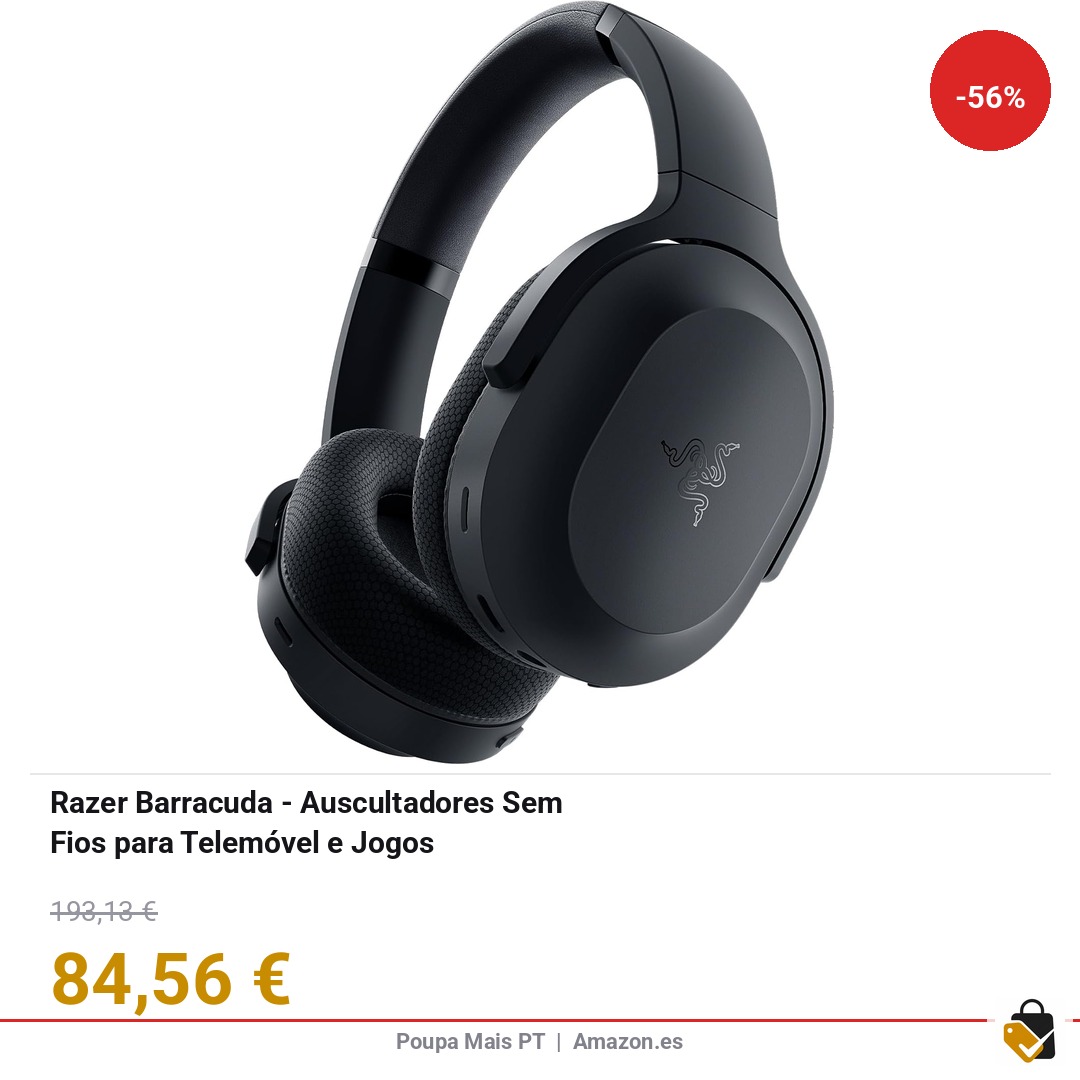 -56%
Razer Barracuda - Auscultadores Sem
Fios para Telemóvel e Jogos
193,13 €
84,56 €
Poupa Mais PT | Amazon.es